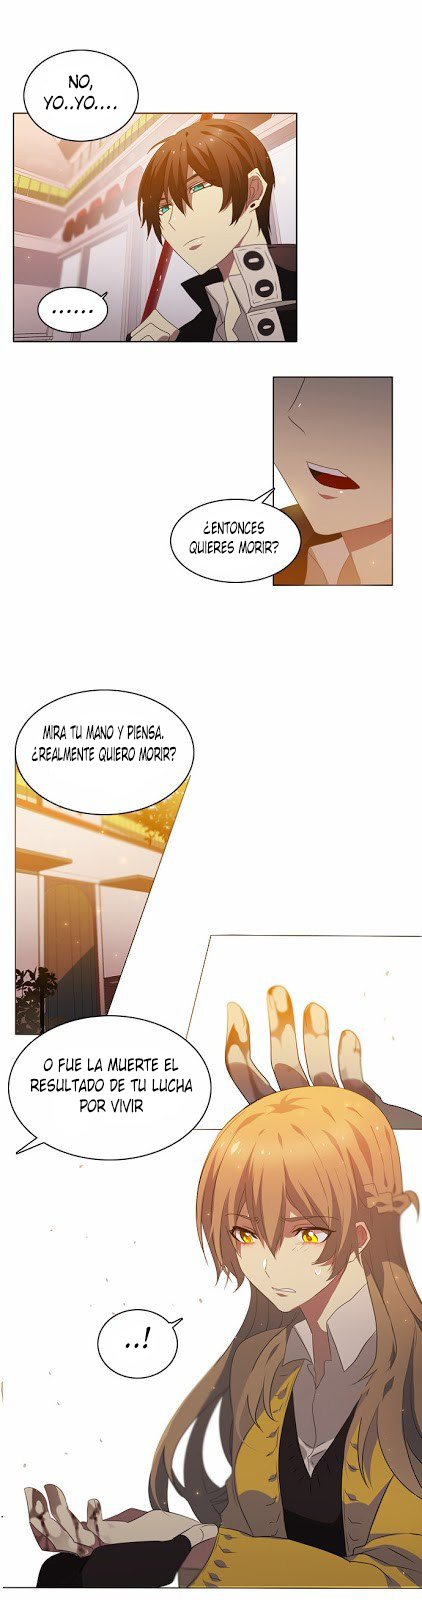 NO,
YO..YO....
......
¿ENTONCES
QUIERES MORIR?
MIRA TU MANO Y PIENSA.
¿REALMENTE QUIERO MORIR?
O FUE LA MUERTE EL
RESULTADO DE TU LUCHA
POR VIVIR
..!